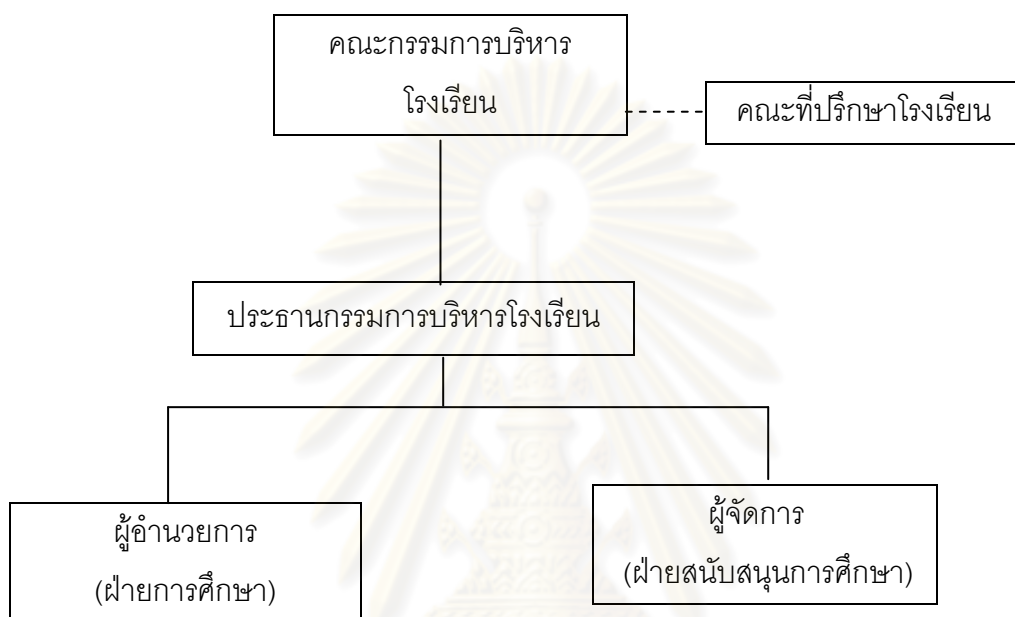 คณะกรรมการบริหาร
โรงเรียน
คณะที่ปรึกษาโรงเรียน
ประธานกรรมการบริหารโรงเรียน
ผู้อำนวยการ
(ฝ่ายการศึกษา)
ผู้จัดการ
(ฝ่ายสนับสนุนการศึกษา)